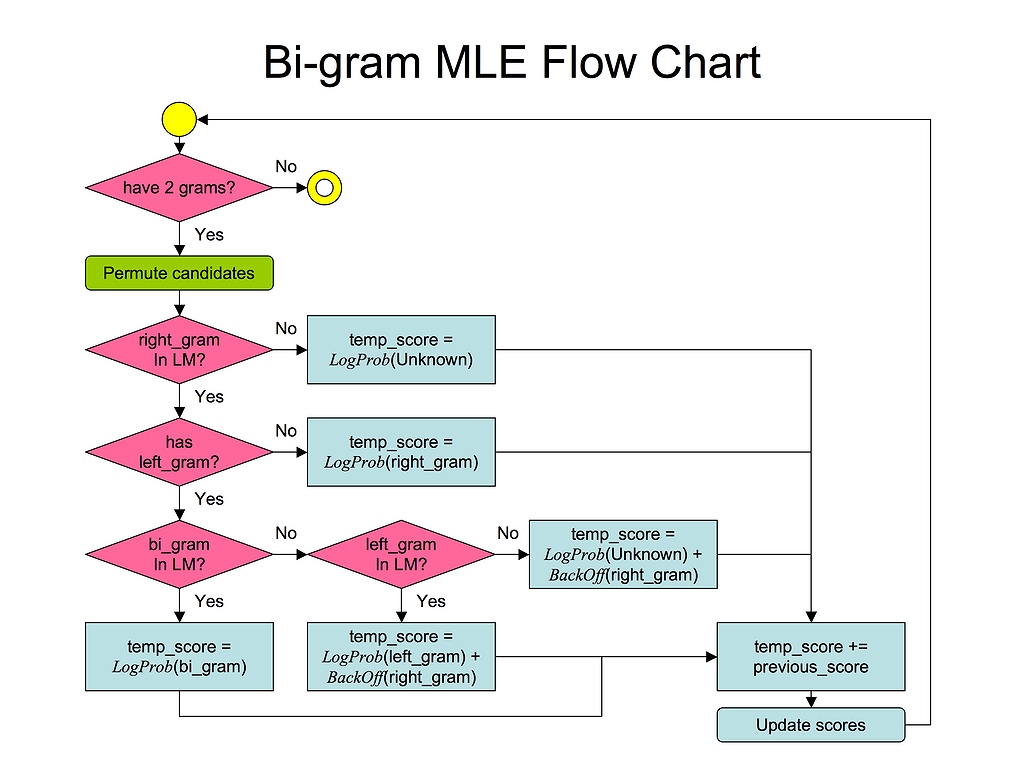 Bi-gram MLE Flow Chart
have 2 grams?
No
Yes
Permute candidates
right_gram
In LM?
No
temp_score =
LogProb(Unknown)
Yes
has
left_gram?
No
temp_score =
LogProb(right_gram)
Yes
bi_gram
In LM?
No
left_gram
In LM?
No
temp_score =
LogProb(Unknown) +
BackOff(right_gram)
Yes
Yes
temp_score =
LogProb(bi_gram)
temp_score =
LogProb(left_gram) +
BackOff(right_gram)
temp_score +=
previous_score
Update scores